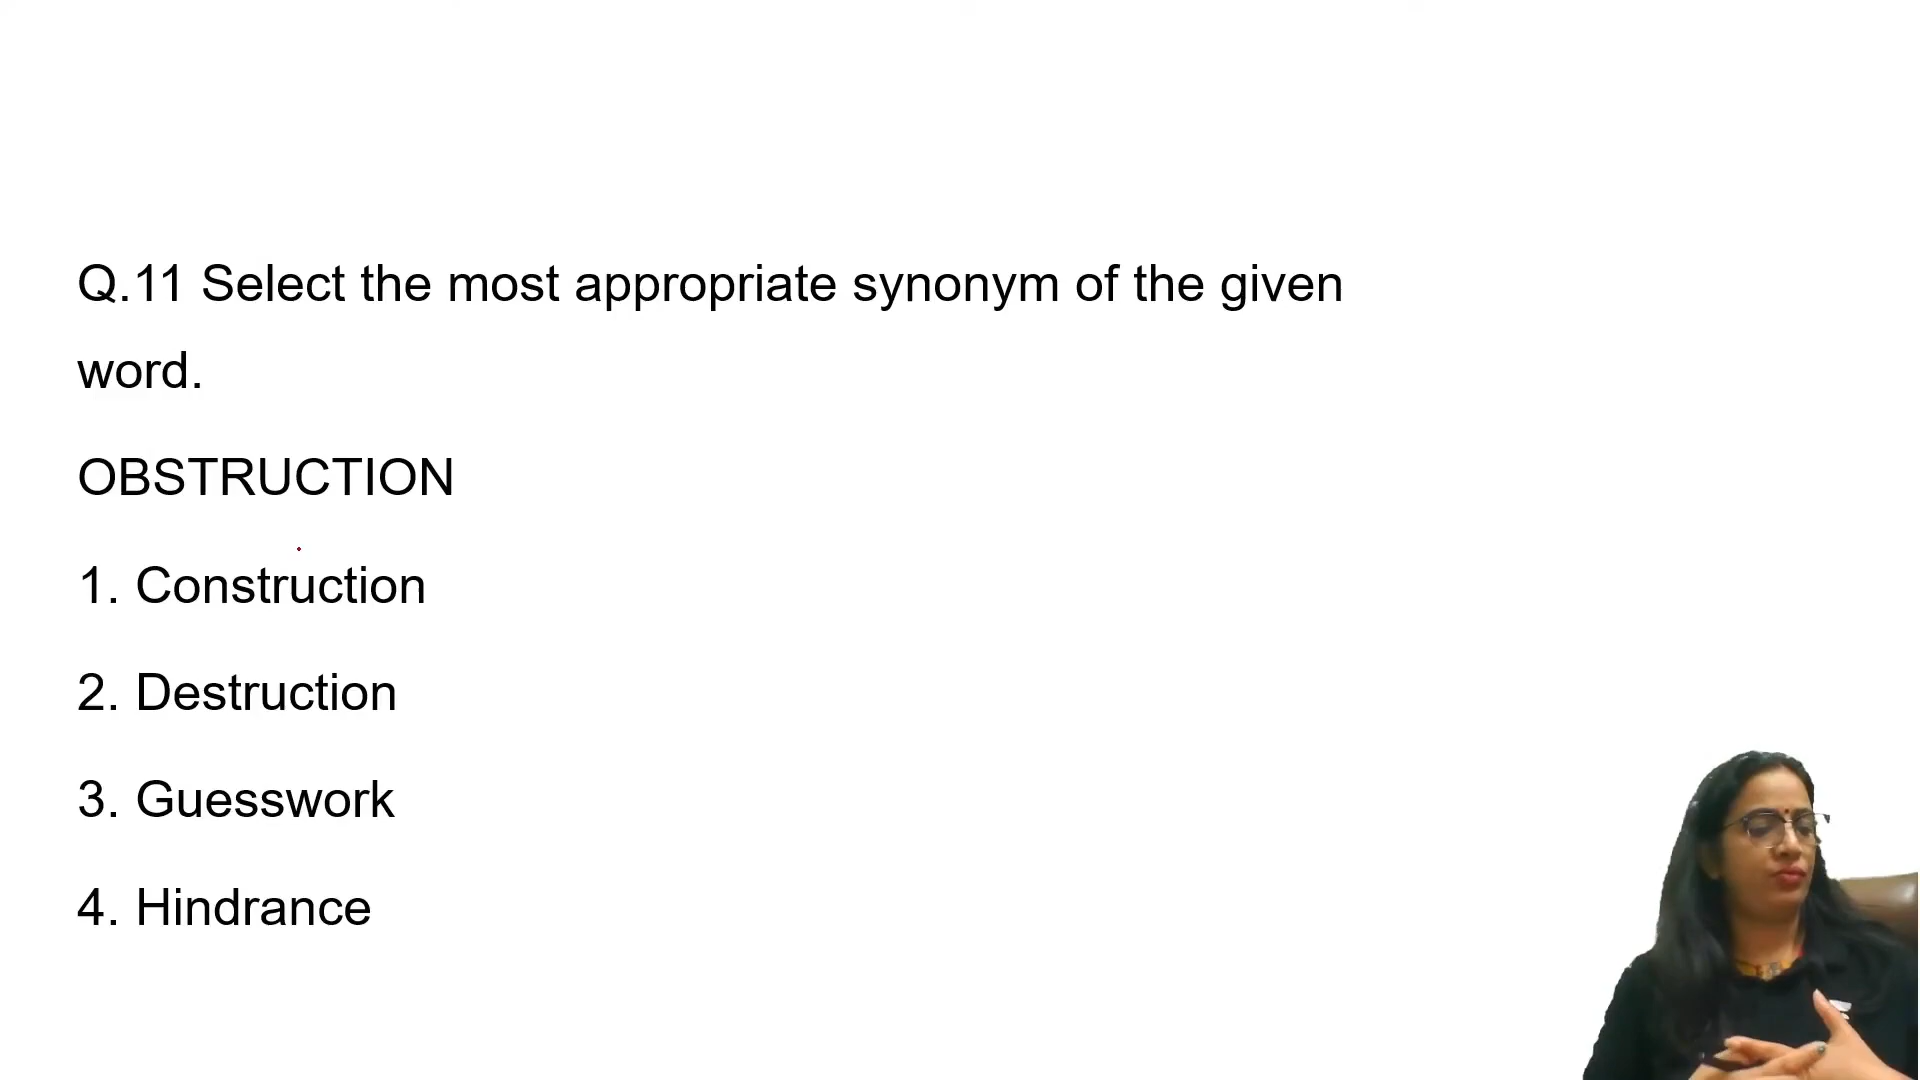 Q.11 Select the most appropriate synonym of the given
word.
OBSTRUCTION
1. Construction
2. Destruction
3. Guesswork
4. Hindrance